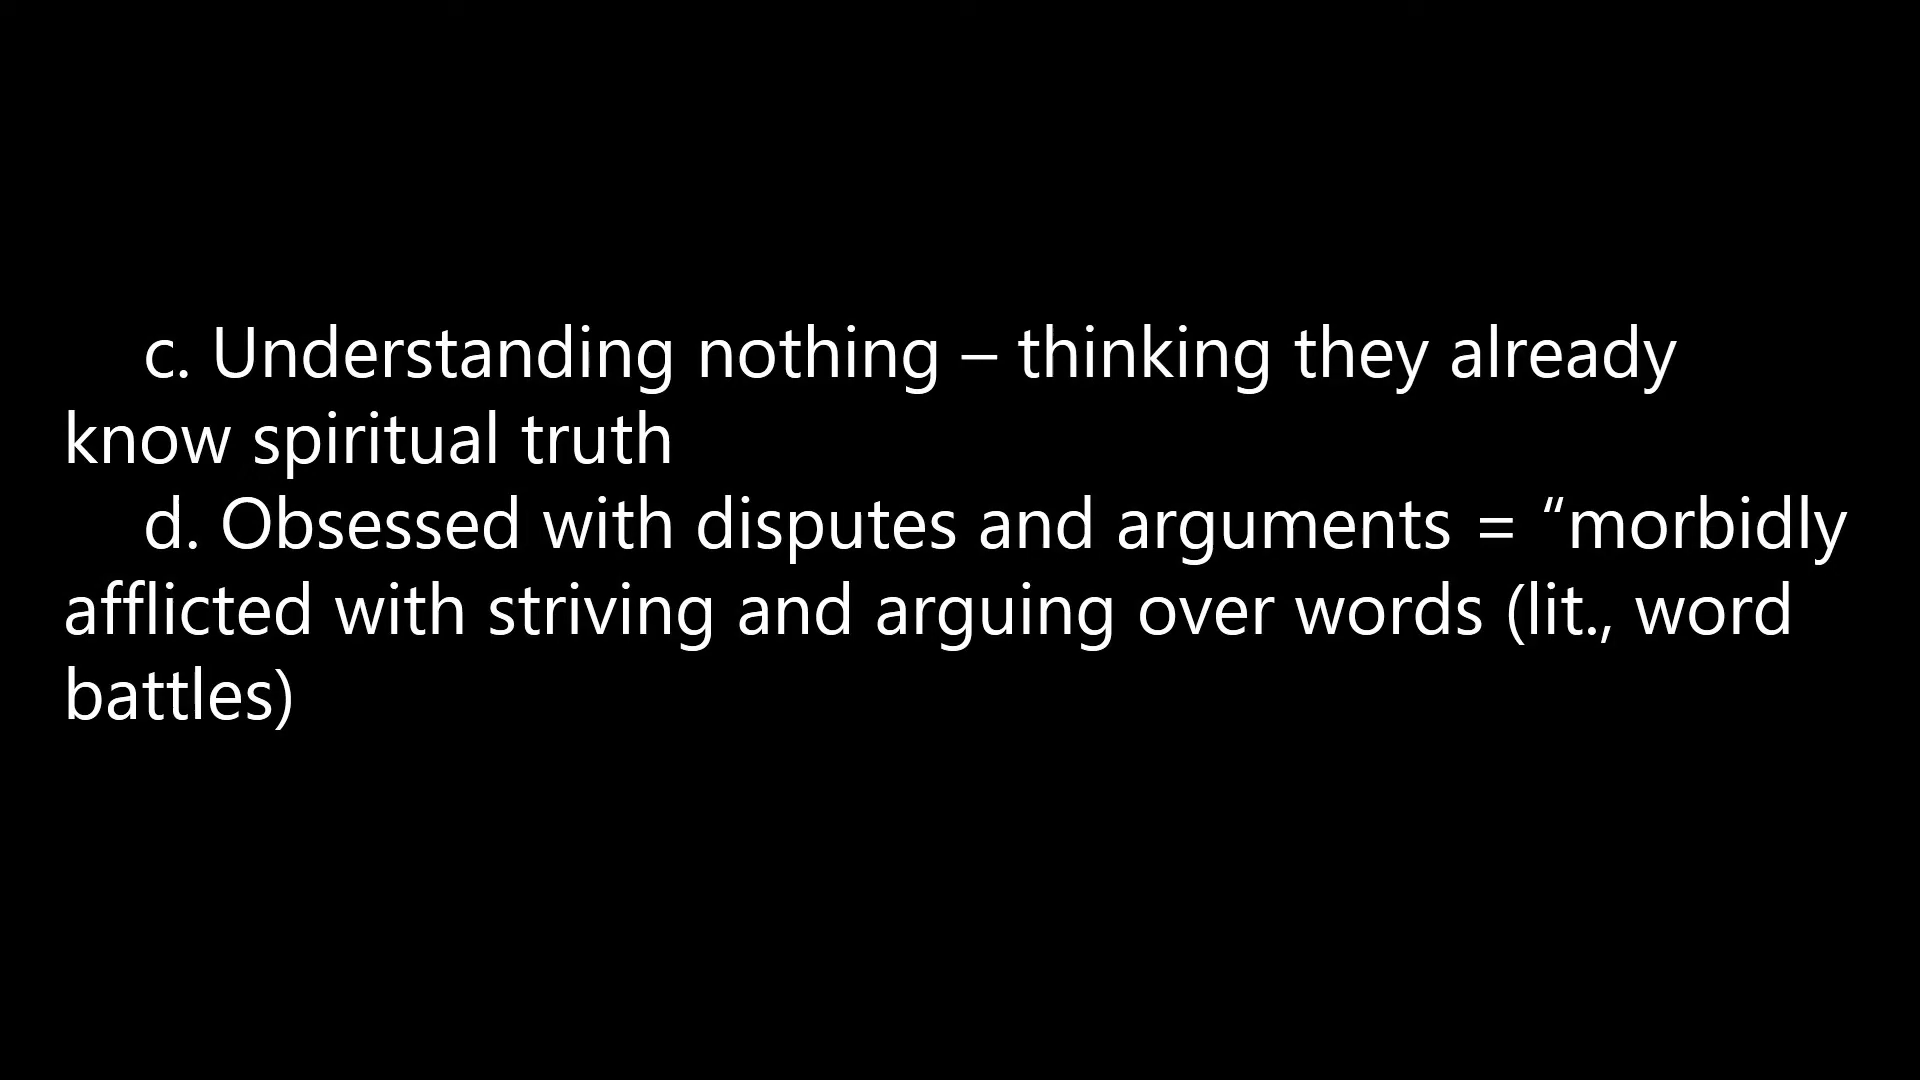 c. Understanding nothing – thinking they already
know spiritual truth
d. Obsessed with disputes and arguments = “morbidly
afflicted with striving and arguing over words (lit., word
battles)